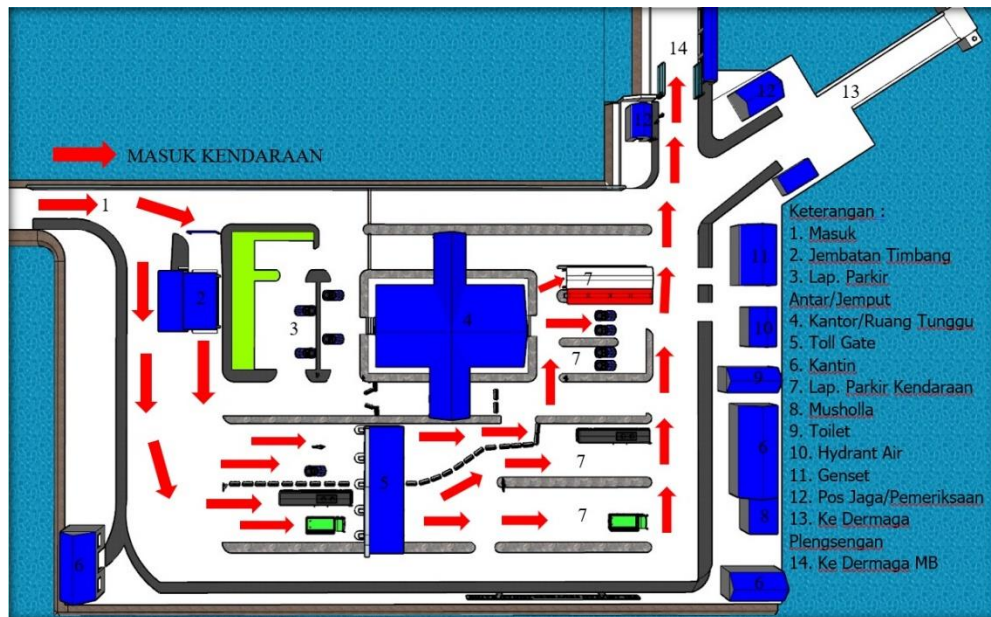 14
13
12
12
MASUK KENDARAAN
1
Keterangan :
1. Masuk
2. Jembatan Timbang
3. Lap. Parkir
Antar/Jemput
4. Kantor/Ruang Tunggu
5. Toll Gate
6. Kantin
7. Lap. Parkir Kendaraan
8. Musholla
9. Toilet
10. Hydrant Air
11. Genset
12. Pos Jaga/Pemeriksaan
13. Ke Dermaga
Plengsengan
14. Ke Dermaga MB
11
7
2
3
4
10
7
9
6
7
5
7
8
6
6